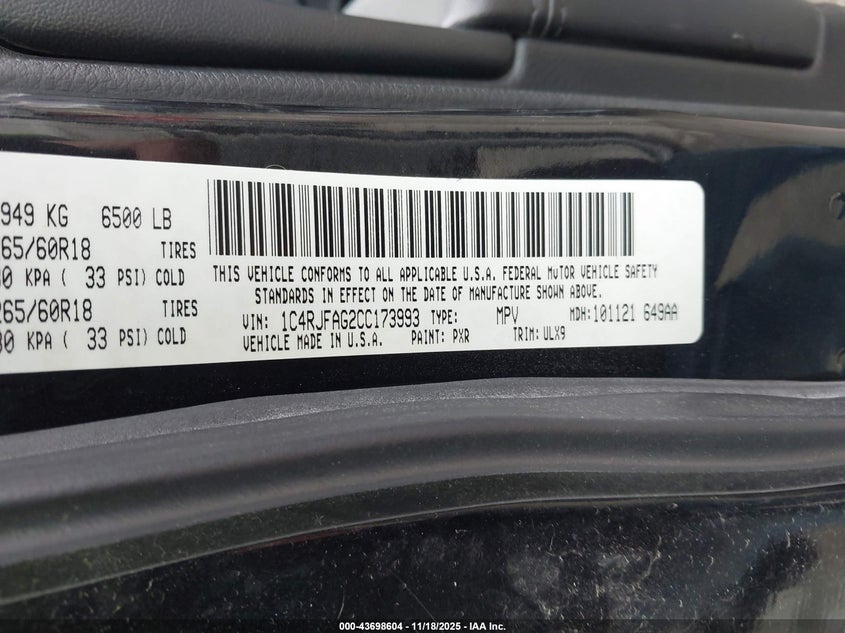 949 KG 6500 LB
65/60R18 TIRES
0 KPA ( 33 PSI) COLD
265/60R18 TIRES
30 KPA ( 33 PSI) COLD
THIS VEHICLE CONFORMS TO ALL APPLICABLE U.S.A. FEDERAL MOTOR VEHICLE SAFETY
STANDARDS IN EFFECT ON THE DATE OF MANUFACTURE SHOWN ABOVE.
VIN: 1C4RJFAG2CC173993 TYPE: MPV MDH:101121 649AA
VEHICLE MADE IN U.S.A. PAINT: PXR TRIM: ULX9
000-43698604 — 11/18/2025 — IAA Inc.